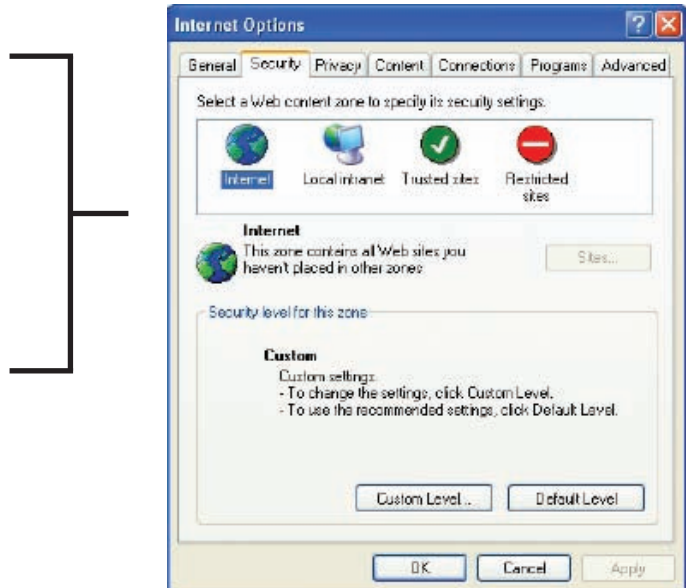 Internet Options
General Security Privacy Content Connections Programs Advanced
Select a Web content zone to specify its security settings.
Internet Local intranet Trusted sites Restricted sites
Internet
This zone contains all Web sites you
haven't placed in other zones
Sites...
Security level for this zone
Custom
Custom settings.
- To change the settings, click Custom Level.
- To use the recommended settings, click Default Level.
Custom Level... Default Level
OK Cancel Apply